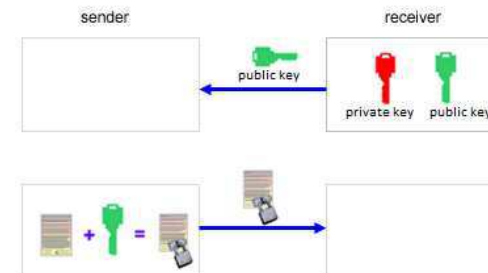 sender
receiver
public key
private key
public key
+
=